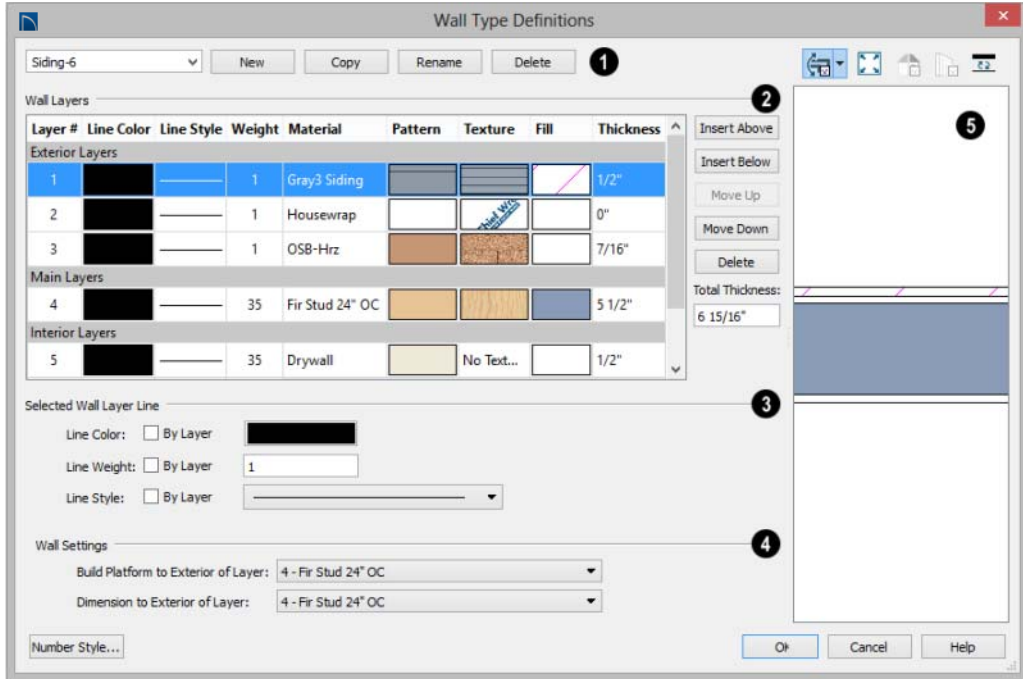 Wall Type Definitions
Siding-6 New Copy Rename Delete 1
Wall Layers 2
Layer # Line Color Line Style Weight Material Pattern Texture Fill Thickness
Exterior Layers
1 1 Gray3 Siding 1/2"
2 1 Housewrap 0"
3 1 OSB-Hrz 7/16"
Main Layers
4 35 Fir Stud 24" OC 5 1/2"
Interior Layers
5 35 Drywall No Text... 1/2"
Insert Above
Insert Below
Move Up
Move Down
Delete
Total Thickness:
6 15/16"
5
Selected Wall Layer Line 3
Line Color: By Layer
Line Weight: By Layer 1
Line Style: By Layer
Wall Settings 4
Build Platform to Exterior of Layer: 4 - Fir Stud 24" OC
Dimension to Exterior of Layer: 4 - Fir Stud 24" OC
Number Style... OK Cancel Help